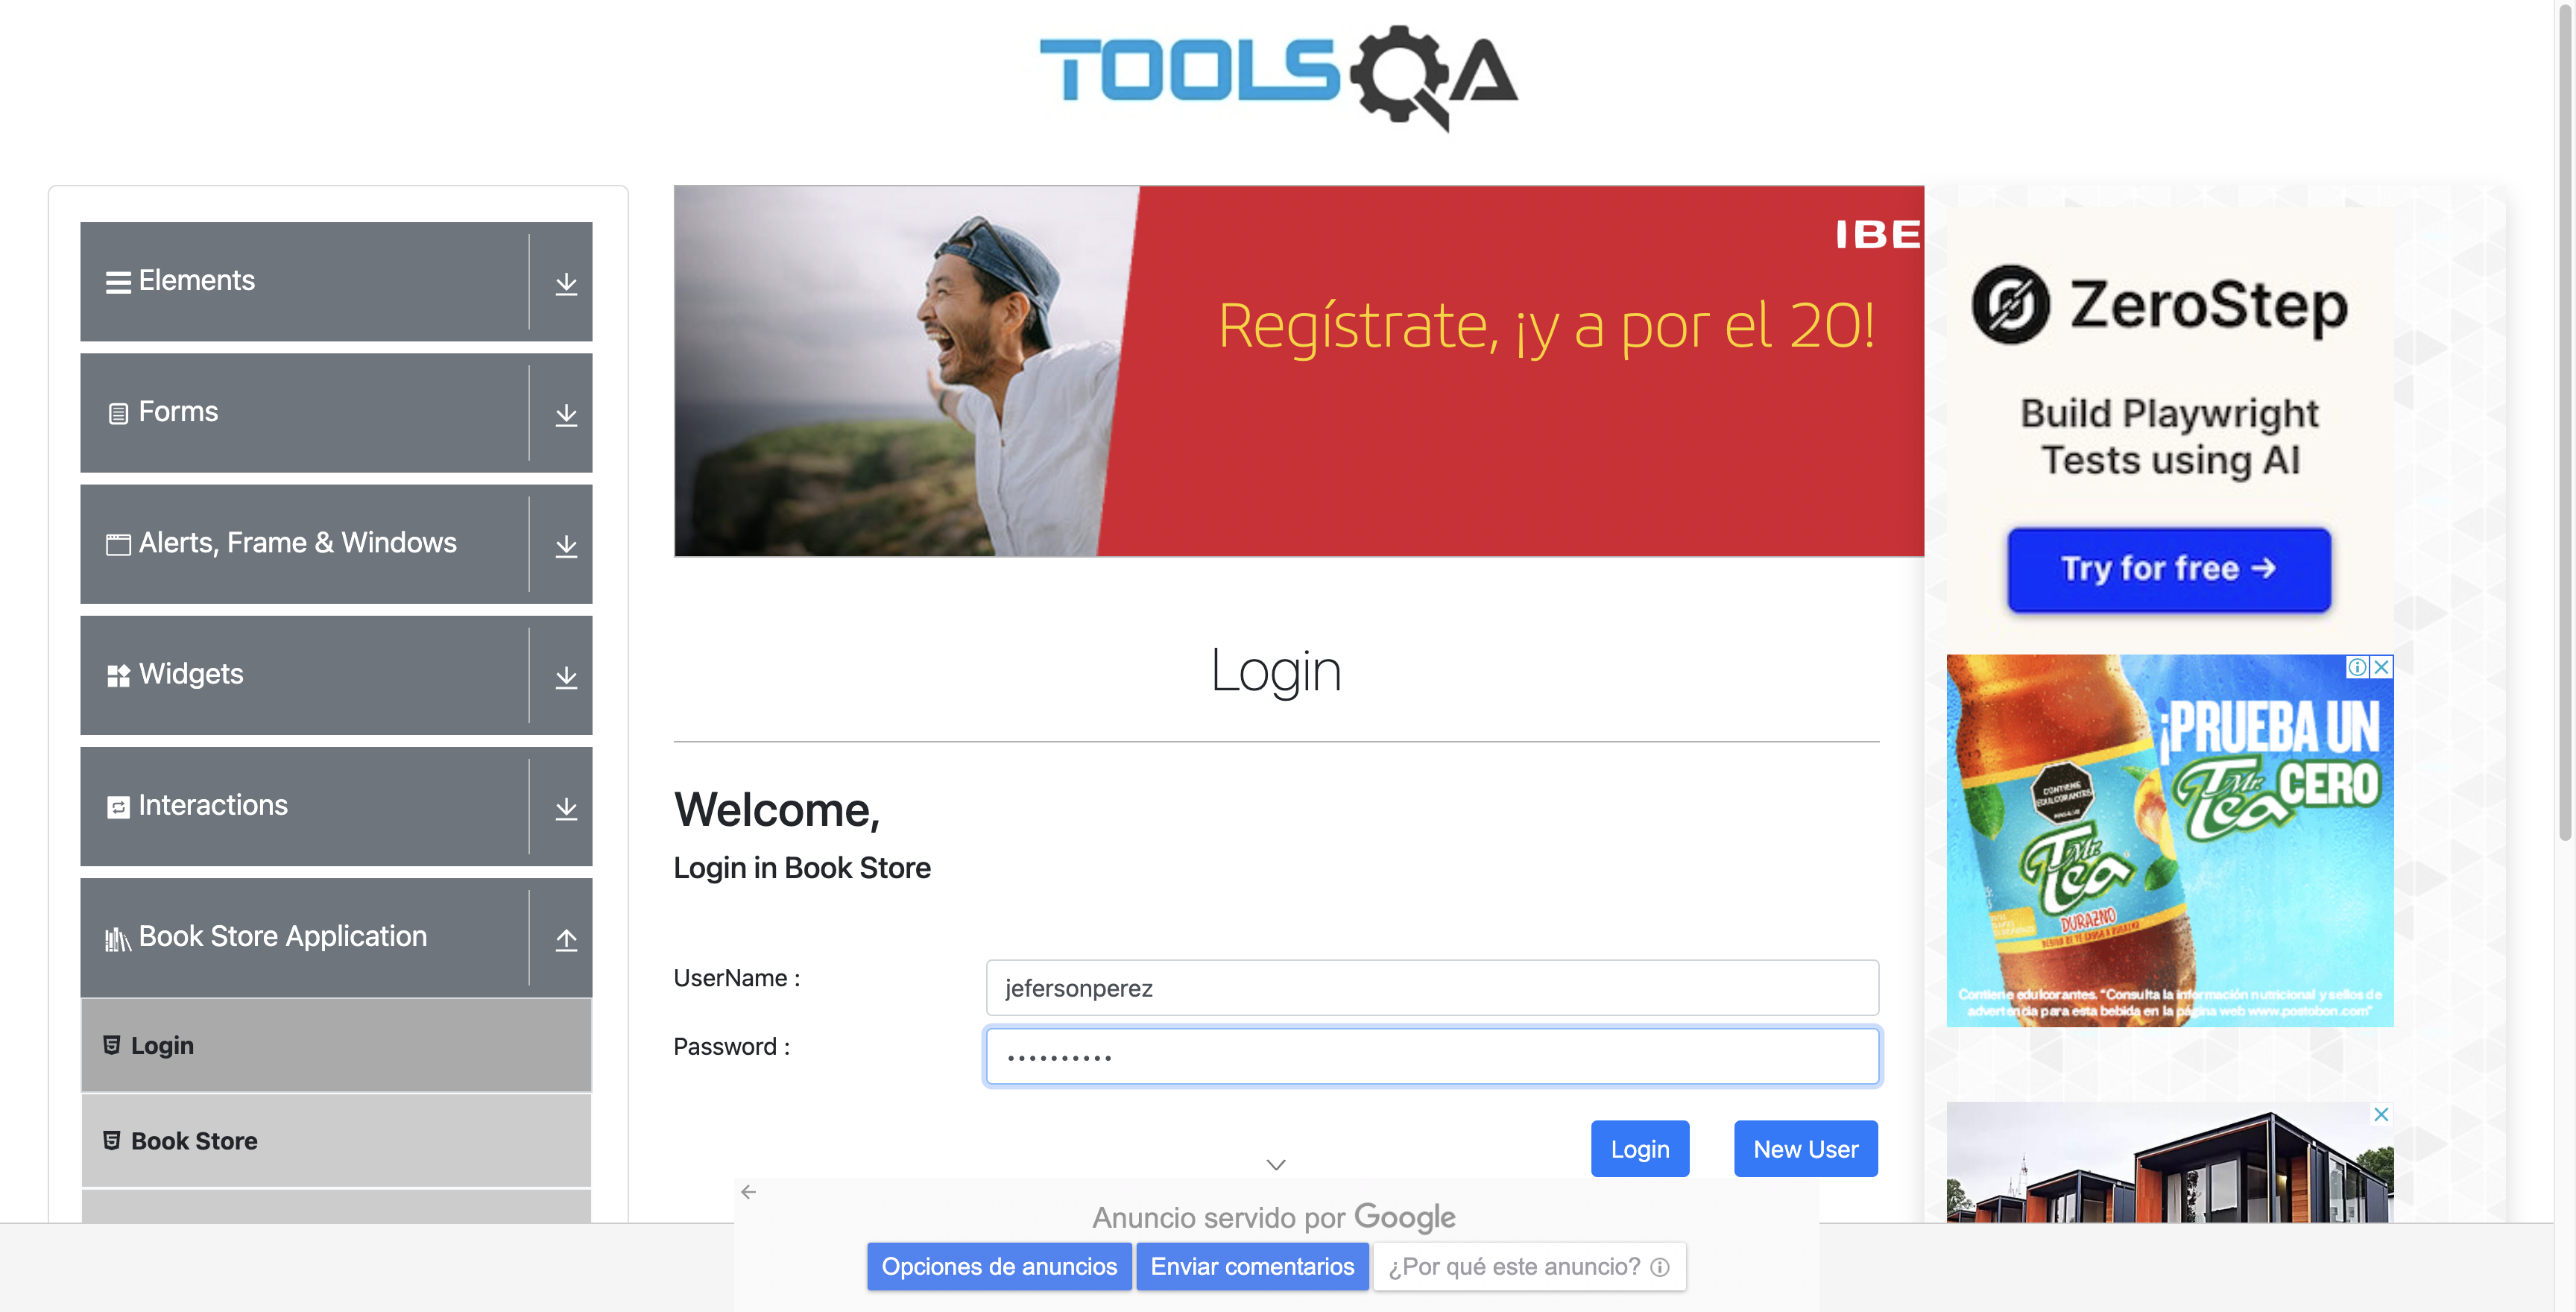 TOOLSQA
Elements
Forms
Alerts, Frame & Windows
Widgets
Interactions
Book Store Application
Login
Book Store
IBE
Regístrate, ¡y a por el 20!
Login
Welcome,
Login in Book Store
UserName :
jefersonperez
Password :
Login
New User
Anuncio servido por Google
Opciones de anuncios
Enviar comentarios
¿Por qué este anuncio?
ZeroStep
Build Playwright
Tests using AI
Try for free →
¡PRUEBA UN
Mr. Tea CERO
CONTIENE
EDULCORANTES
Mr. Tea
DURAZNO
Contiene edulcorantes. "Consulta la información nutricional y sellos de
advertencia para esta bebida en la página web www.postobon.com"